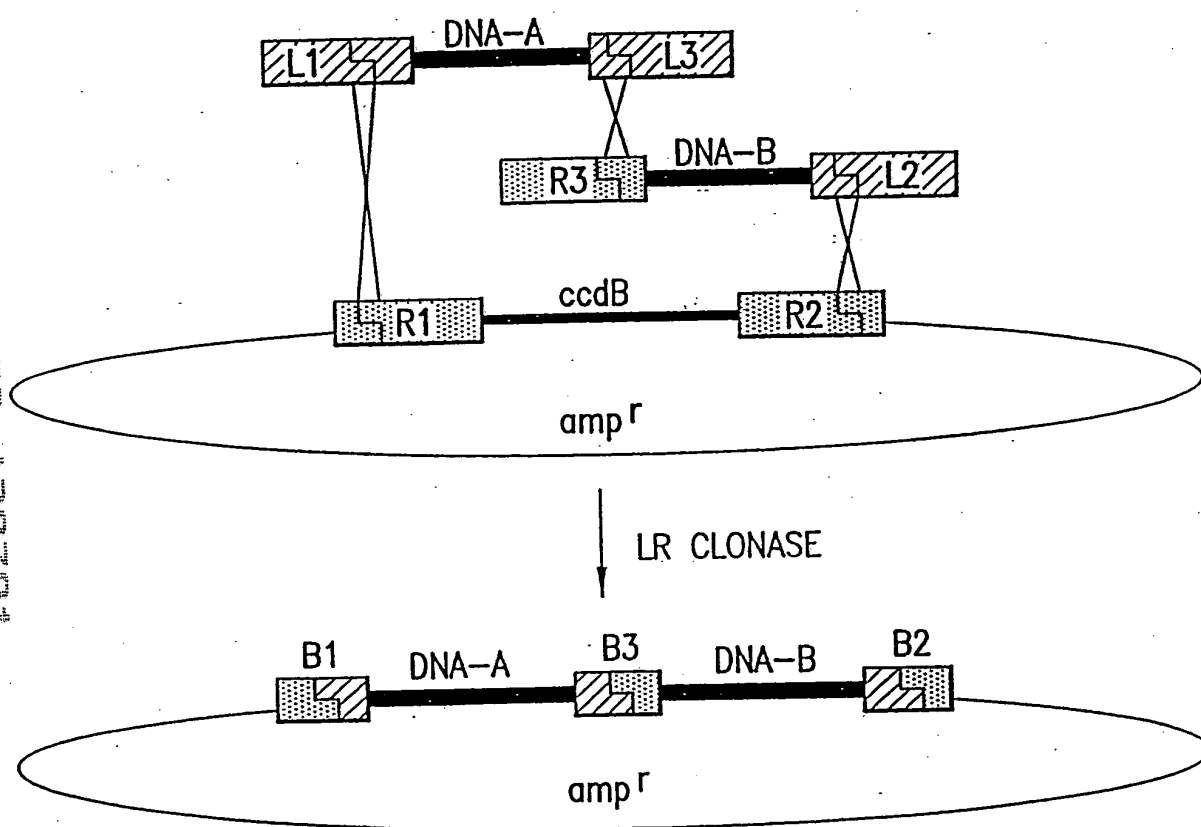 DNA-A
L1 L3
DNA-B
R3 L2
ccdB
R1 R2
amp^r
LR CLONASE
B1 DNA-A B3 DNA-B B2
amp^r